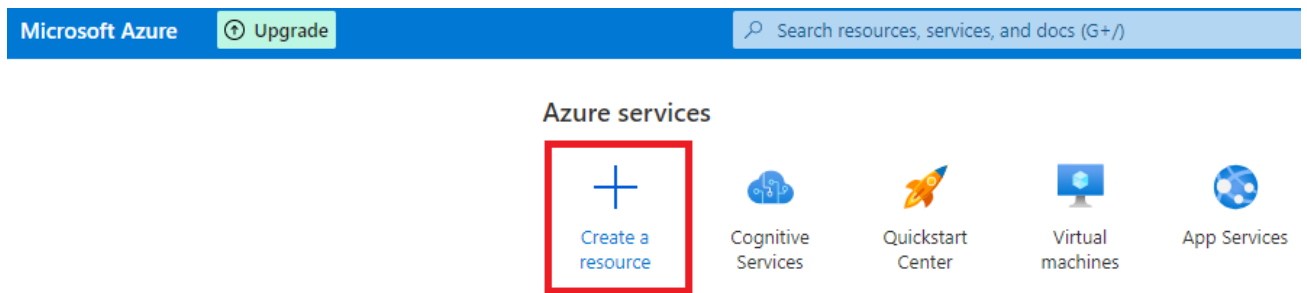 Microsoft Azure
Upgrade
Search resources, services, and docs (G+/)
Azure services
Create a
resource
Cognitive
Services
Quickstart
Center
Virtual
machines
App Services